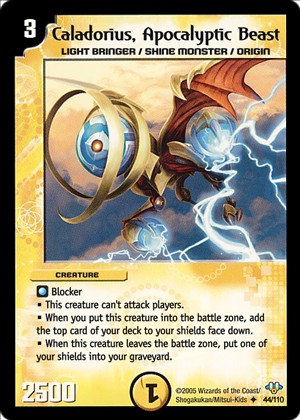 3 Caladorius, Apocalyptic Beast
LIGHT BRINGER / SHINE MONSTER / ORIGIN
CREATURE
Blocker
▪ This creature can't attack players.
▪ When you put this creature into the battle zone, add
the top card of your deck to your shields face down.
▪ When this creature leaves the battle zone, put one of
your shields into your graveyard.
2500
1
©2005 Wizards of the Coast/
Shogakukan/Mitsui-Kids ✦ 44/110